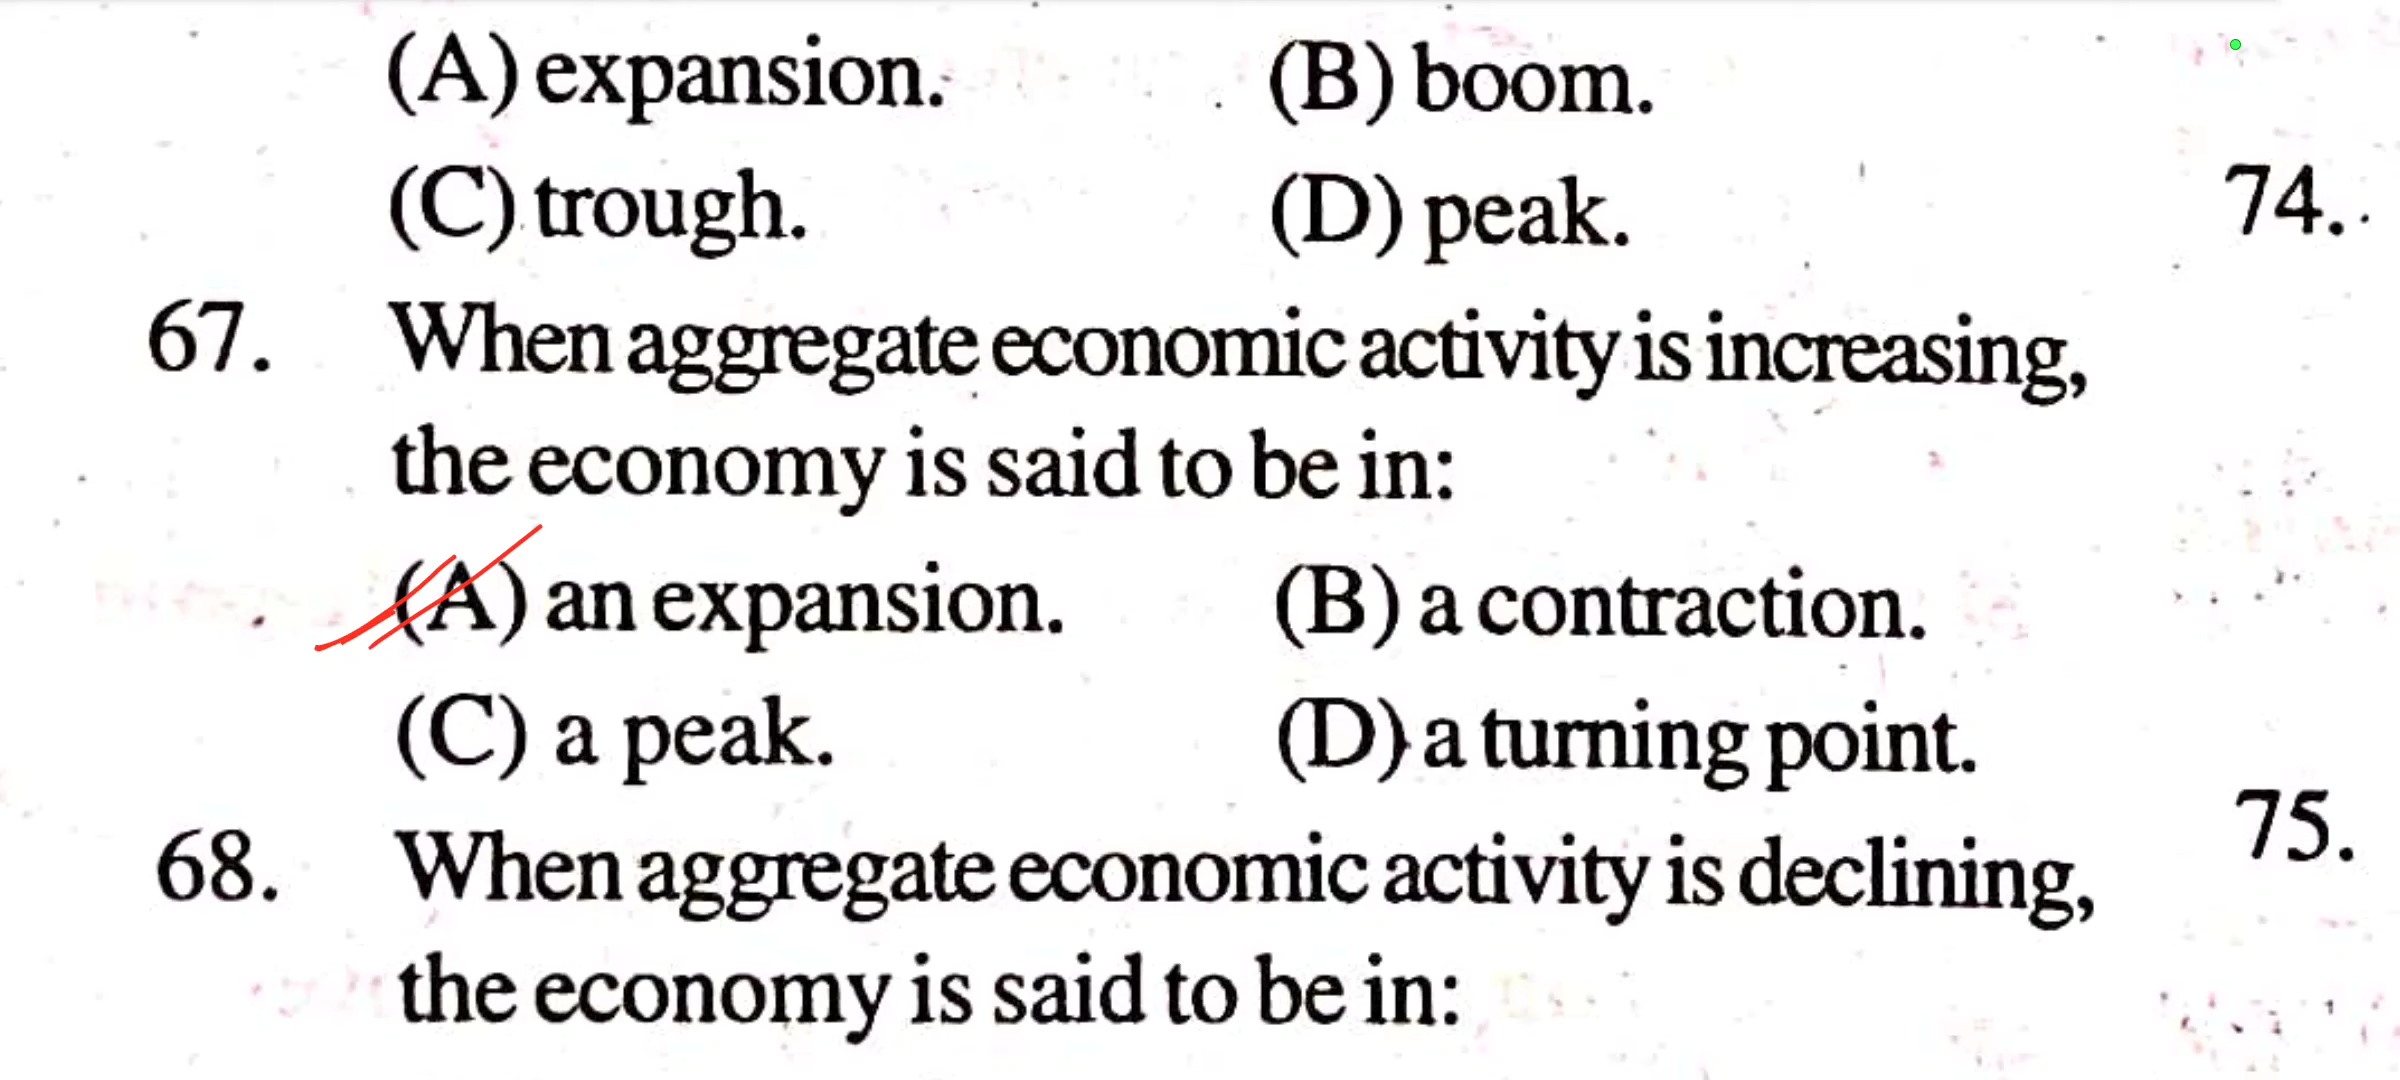 (A) expansion. (B) boom.
(C) trough. (D) peak.
74.
67. When aggregate economic activity is increasing,
the economy is said to be in:
(A) an expansion. (B) a contraction.
(C) a peak. (D) a turning point.
75.
68. When aggregate economic activity is declining,
the economy is said to be in: